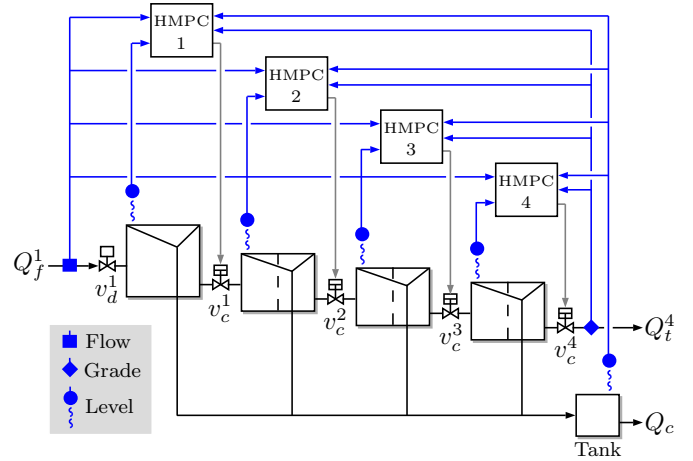 HMPC
1
HMPC
2
HMPC
3
HMPC
4
Q_f^1
v_d^1
v_c^1
v_c^2
v_c^3
v_c^4
Q_t^4
Flow
Grade
Level
Q_c
Tank